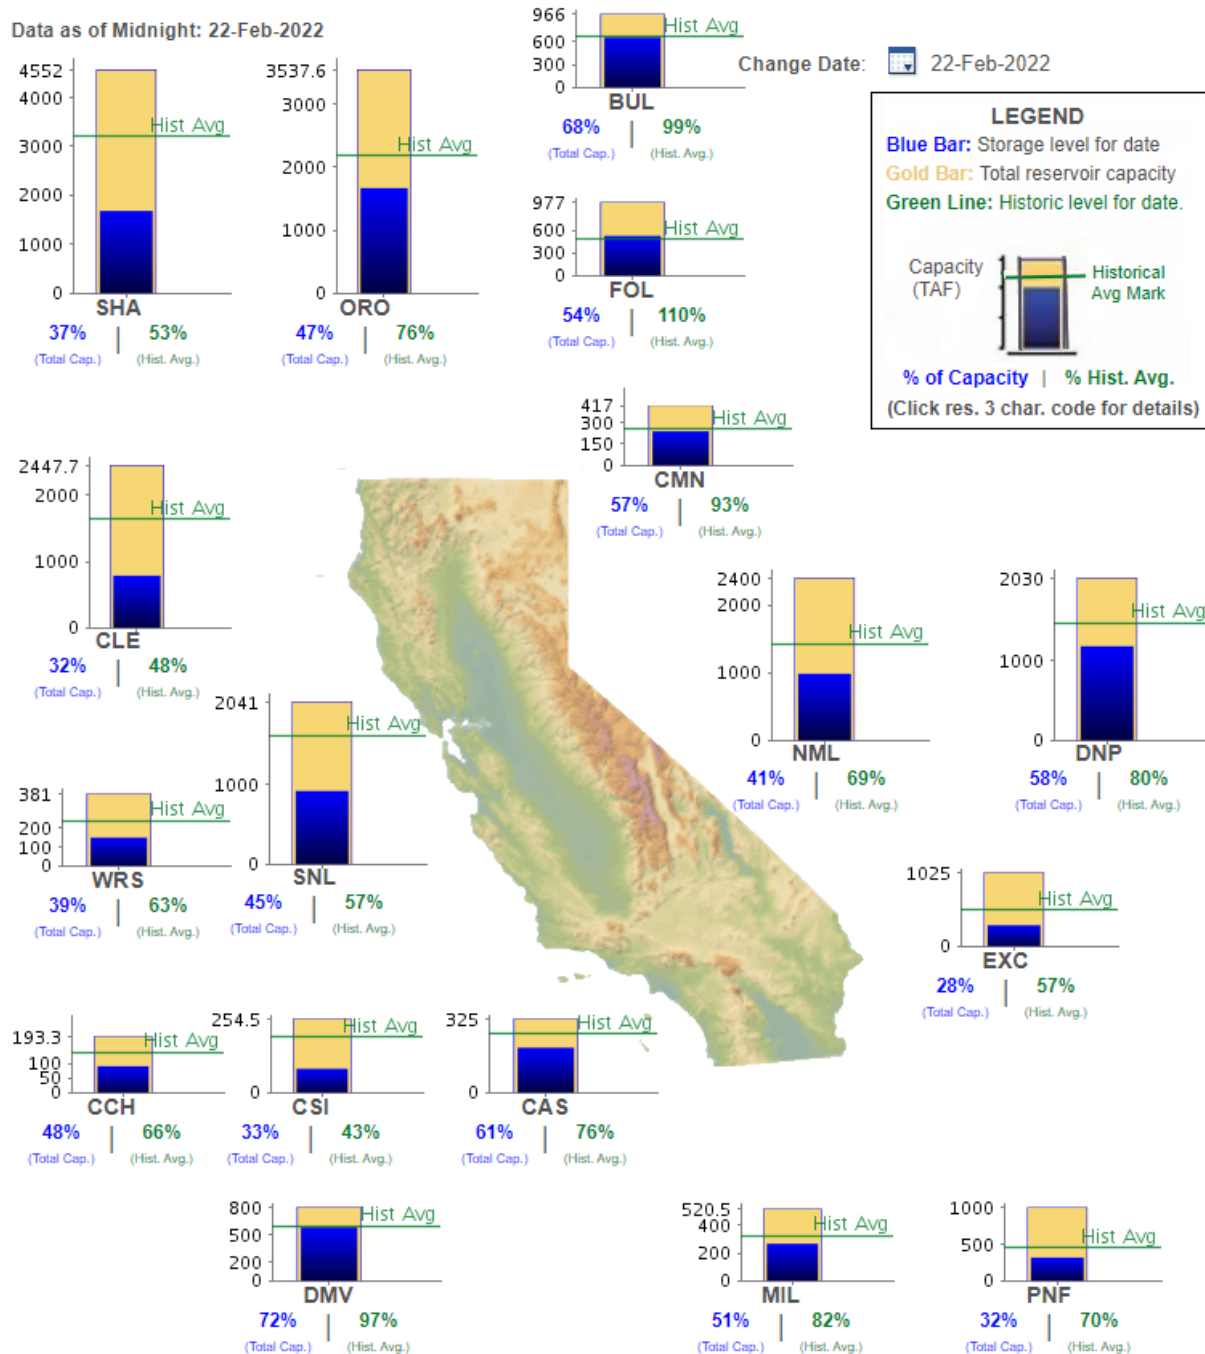 Data as of Midnight: 22-Feb-2022
Change Date: 22-Feb-2022
LEGEND
Blue Bar: Storage level for date
Gold Bar: Total reservoir capacity
Green Line: Historic level for date.
Capacity
(TAF)
Historical
Avg Mark
% of Capacity | % Hist. Avg.
(Click res. 3 char. code for details)
4552
4000
3000
2000
1000
0
Hist Avg
SHA
37% | 53%
(Total Cap.) (Hist. Avg.)
3537.6
3000
2000
1000
0
Hist Avg
ORO
47% | 76%
(Total Cap.) (Hist. Avg.)
966
600
300
0
Hist Avg
BUL
68% | 99%
(Total Cap.) (Hist. Avg.)
977
600
300
0
Hist Avg
FOL
54% | 110%
(Total Cap.) (Hist. Avg.)
417
300
150
0
Hist Avg
CMN
57% | 93%
(Total Cap.) (Hist. Avg.)
2447.7
2000
1000
0
Hist Avg
CLE
32% | 48%
(Total Cap.) (Hist. Avg.)
2400
2000
1000
0
Hist Avg
NML
41% | 69%
(Total Cap.) (Hist. Avg.)
2030
1000
0
Hist Avg
DNP
58% | 80%
(Total Cap.) (Hist. Avg.)
2041
1000
0
Hist Avg
SNL
45% | 57%
(Total Cap.) (Hist. Avg.)
381
200
100
0
Hist Avg
WRS
39% | 63%
(Total Cap.) (Hist. Avg.)
1025
0
Hist Avg
EXC
28% | 57%
(Total Cap.) (Hist. Avg.)
193.3
100
50
0
Hist Avg
CCH
48% | 66%
(Total Cap.) (Hist. Avg.)
254.5
0
Hist Avg
CSI
33% | 43%
(Total Cap.) (Hist. Avg.)
325
0
Hist Avg
CAS
61% | 76%
(Total Cap.) (Hist. Avg.)
800
500
200
0
Hist Avg
DMV
72% | 97%
(Total Cap.) (Hist. Avg.)
520.5
400
200
0
Hist Avg
MIL
51% | 82%
(Total Cap.) (Hist. Avg.)
1000
500
0
Hist Avg
PNF
32% | 70%
(Total Cap.) (Hist. Avg.)